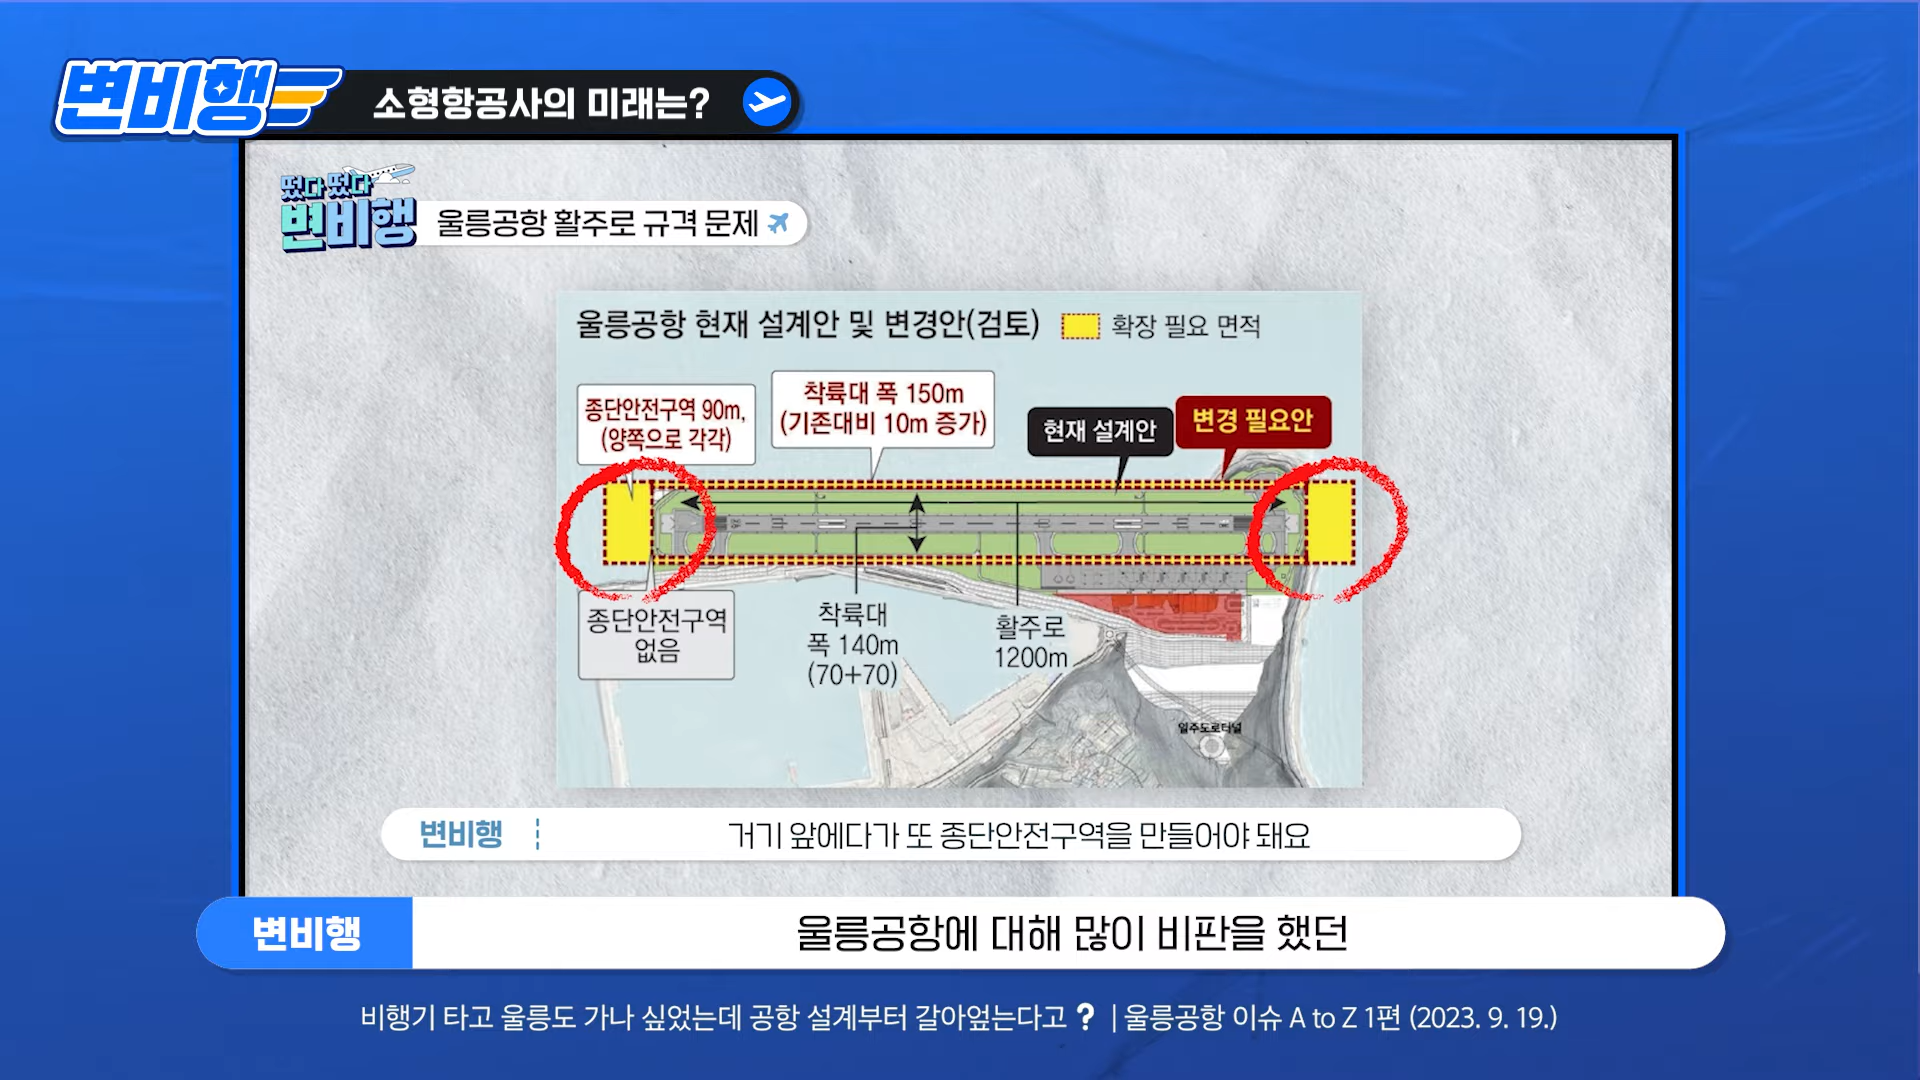 변비행
소형항공사의 미래는?
떴다 떴다
변비행
울릉공항 활주로 규격 문제
울릉공항 현재 설계안 및 변경안(검토)
확장 필요 면적
종단안전구역 90m,
(양쪽으로 각각)
착륙대 폭 150m
(기존대비 10m 증가)
현재 설계안
변경 필요안
종단안전구역
없음
착륙대
폭 140m
(70+70)
활주로
1200m
일주도로터널
변비행
거기 앞에다가 또 종단안전구역을 만들어야 돼요
변비행
울릉공항에 대해 많이 비판을 했던
비행기 타고 울릉도 가나 싶었는데 공항 설계부터 갈아엎는다고❓ | 울릉공항 이슈 A to Z 1편 (2023. 9. 19.)